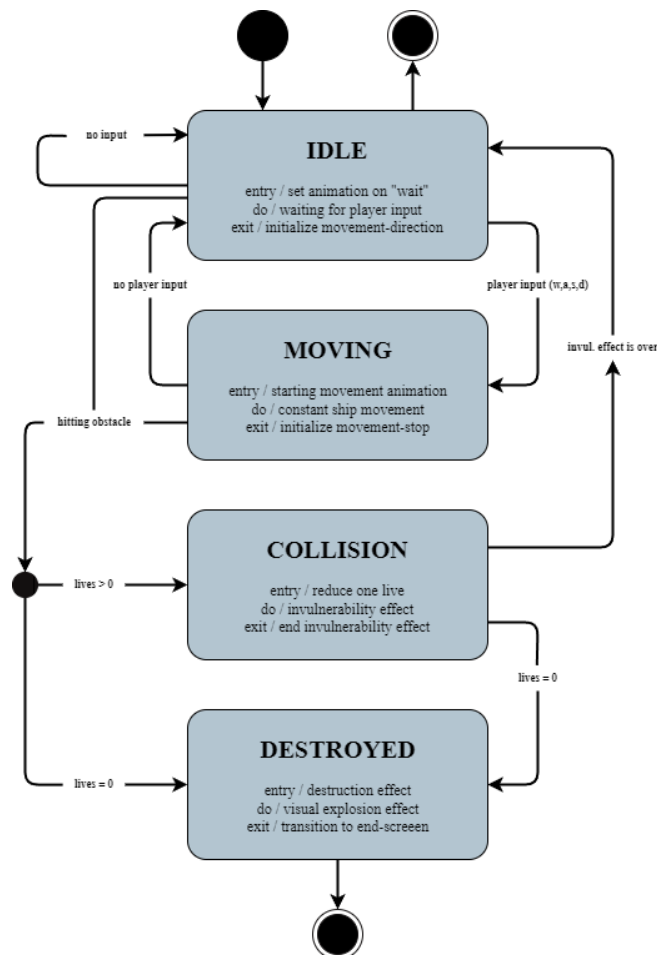 no input
IDLE
entry / set animation on "wait"
do / waiting for player input
exit / initialize movement-direction
no player input
player input (w,a,s,d)
invul. effect is over
MOVING
entry / starting movement animation
do / constant ship movement
exit / initialize movement-stop
hitting obstacle
COLLISION
entry / reduce one live
do / invulnerability effect
exit / end invulnerability effect
lives > 0
lives = 0
DESTROYED
entry / destruction effect
do / visual explosion effect
exit / transition to end-screeen
lives = 0